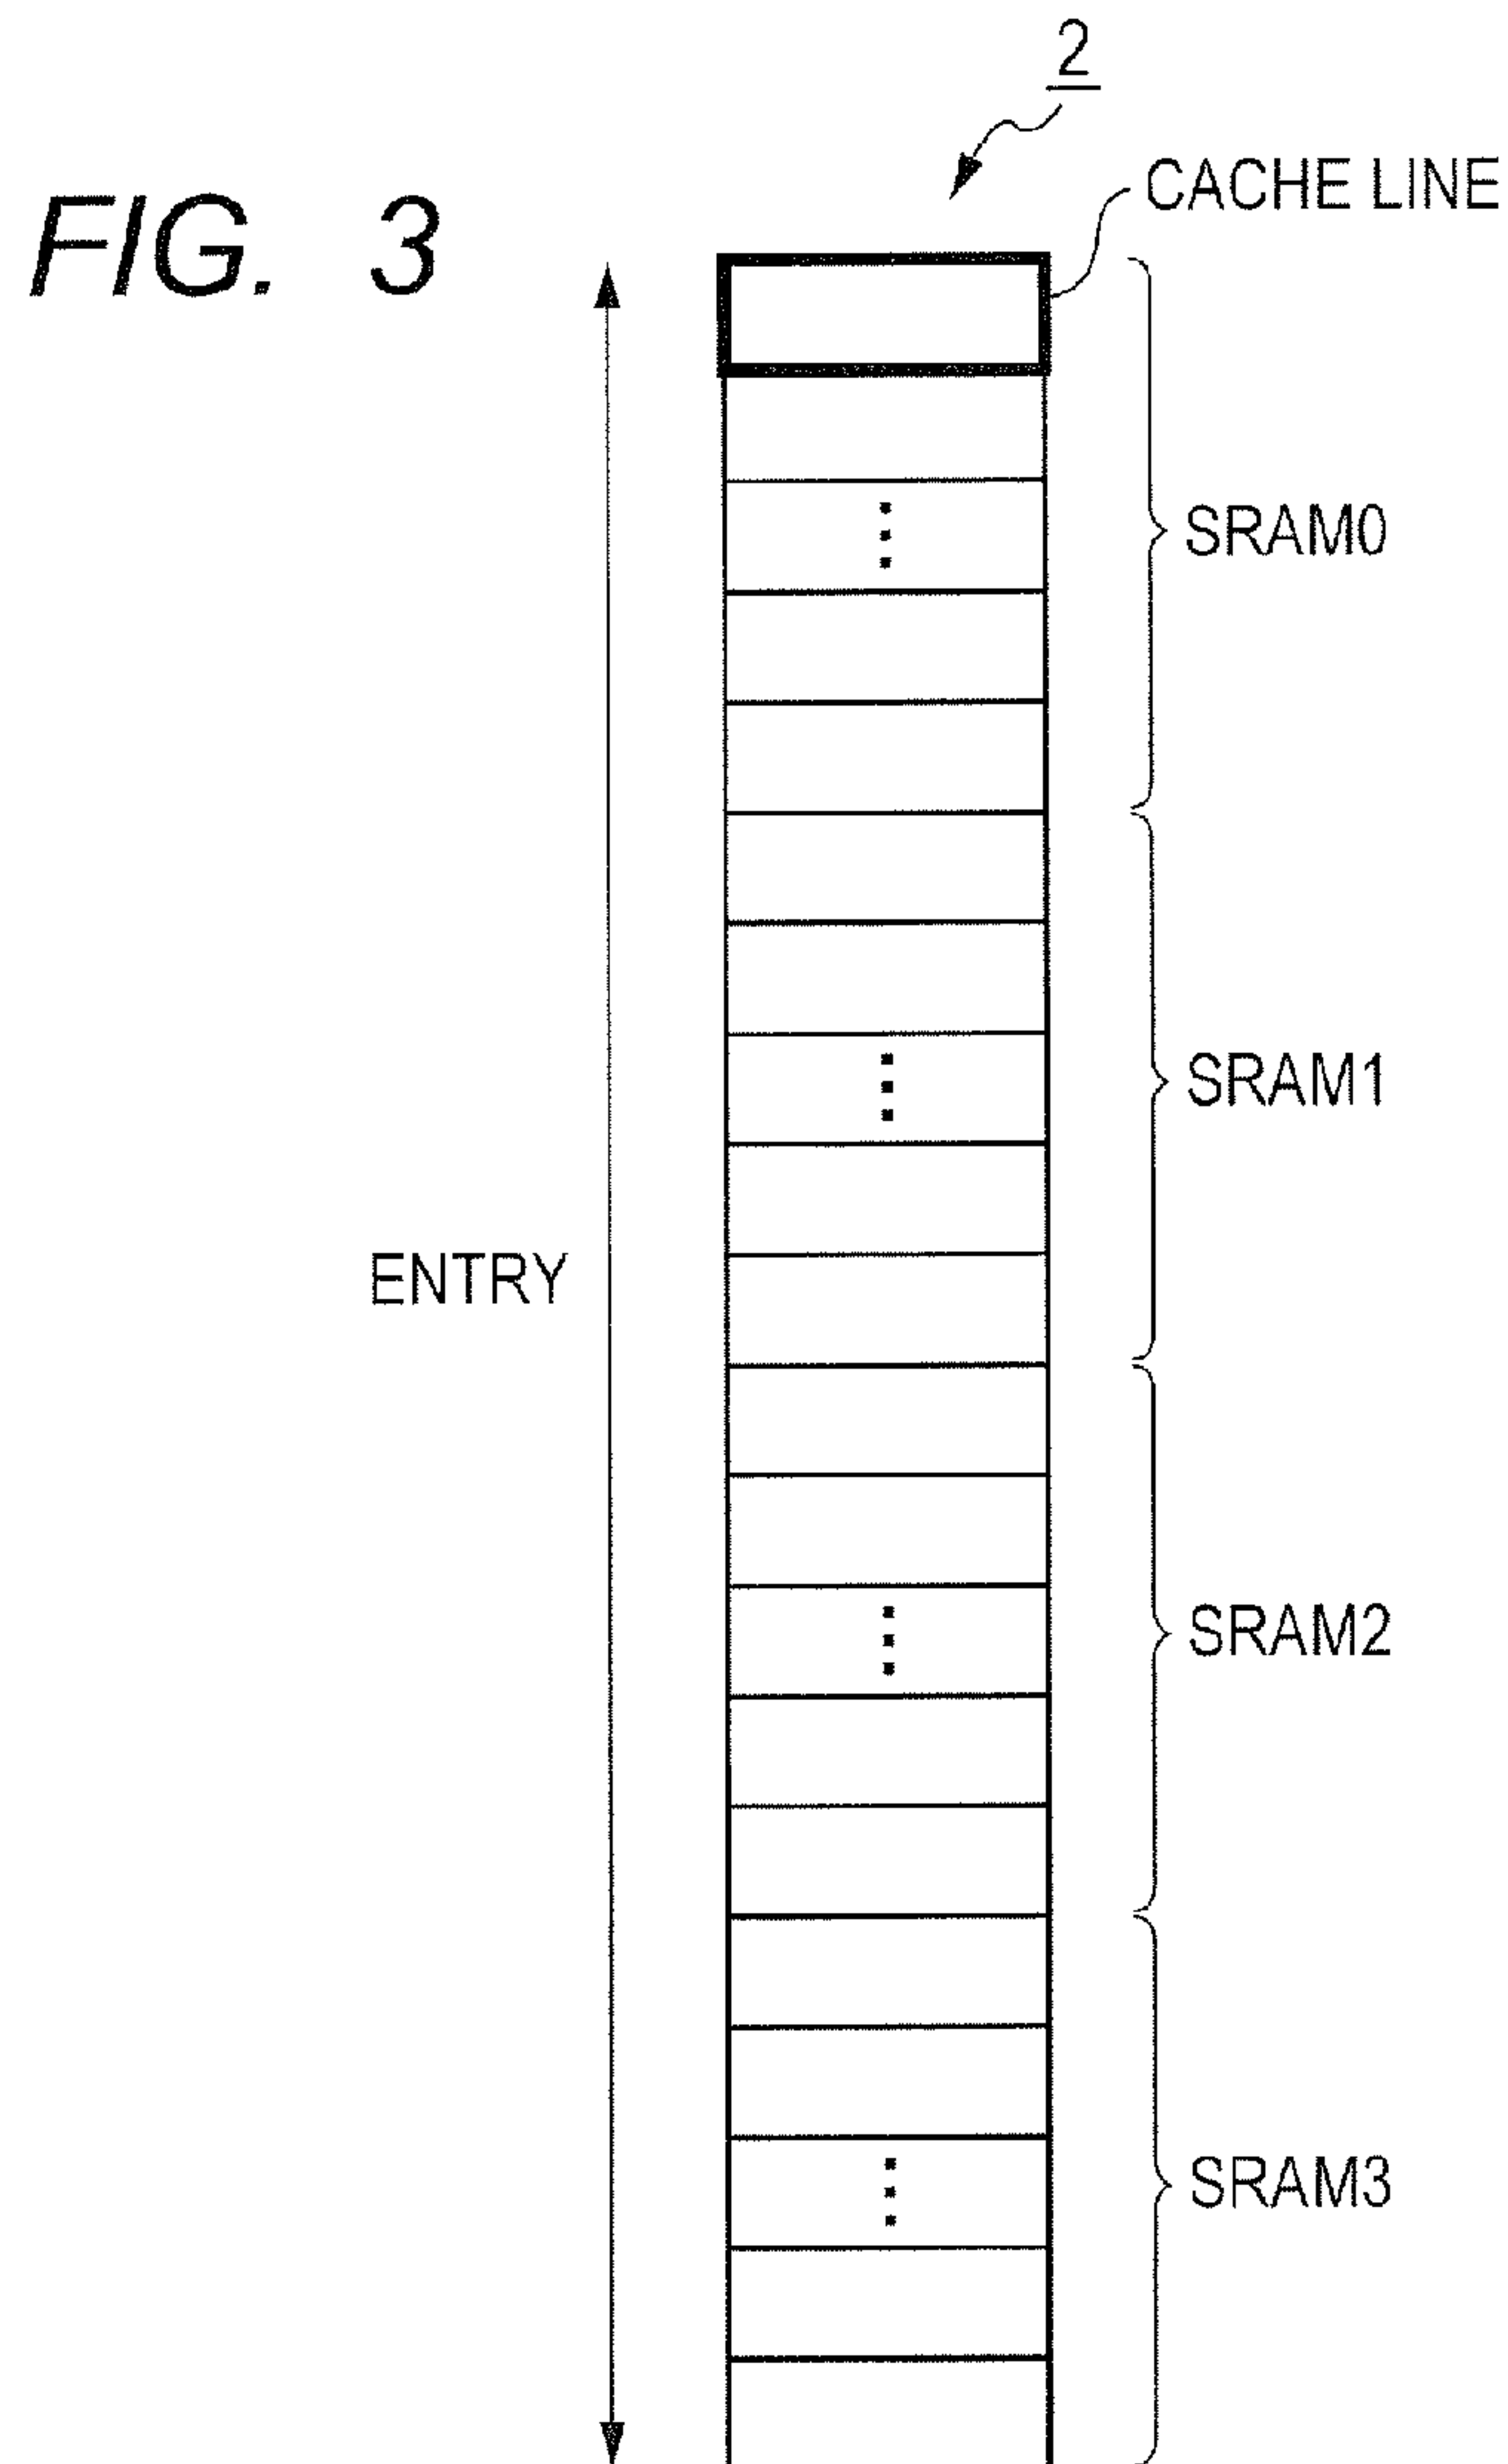 2
CACHE LINE
FIG. 3
SRAM0
SRAM1
ENTRY
SRAM2
SRAM3